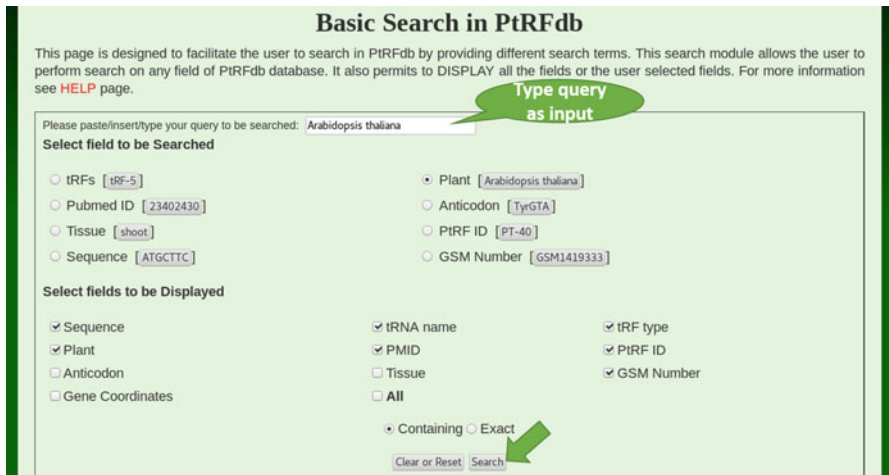 Basic Search in PtRFdb
This page is designed to facilitate the user to search in PtRFdb by providing different search terms. This search module allows the user to
perform search on any field of PtRFdb database. It also permits to DISPLAY all the fields or the user selected fields. For more information
see HELP page.
Type query
as input
Please paste/insert/type your query to be searched: Arabidopsis thaliana
Select field to be Searched
tRFs [ tRF-5 ] Plant [ Arabidopsis thaliana ]
Pubmed ID [ 23402430 ] Anticodon [ TyrGTA ]
Tissue [ shoot ] PtRF ID [ PT-40 ]
Sequence [ ATGCTTC ] GSM Number [ GSM1419333 ]
Select fields to be Displayed
Sequence tRNA name tRF type
Plant PMID PtRF ID
Anticodon Tissue GSM Number
Gene Coordinates All
Containing Exact
Clear or Reset Search